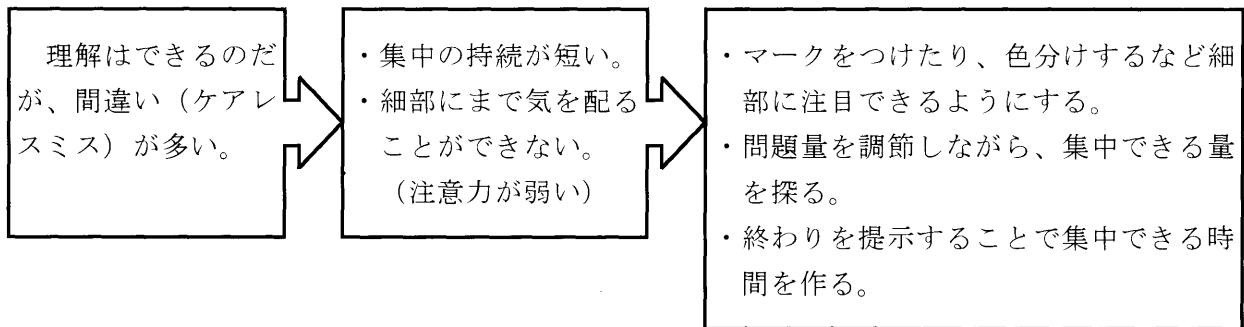 理解はできるのだ
が、間違い（ケアレ
スミス）が多い。
・集中の持続が短い。
・細部にまで気を配る
ことができない。
（注意力が弱い）
・マークをつけたり、色分けするなど細
部に注目できるようにする。
・問題量を調節しながら、集中できる量
を探る。
・終わりを提示することで集中できる時
間を作る。